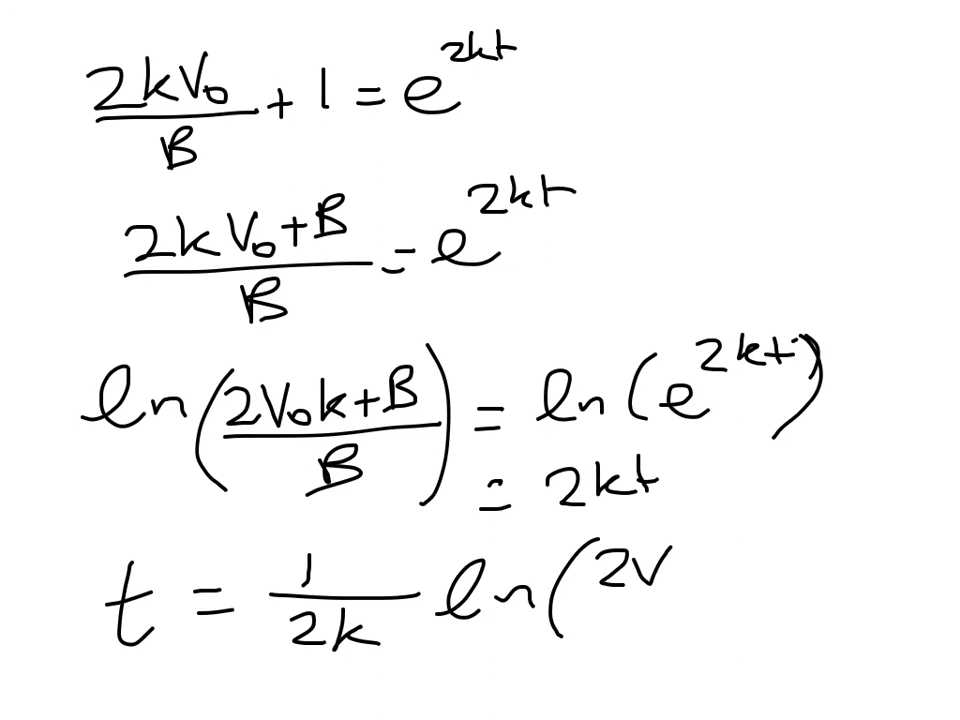 2kV₀/B + 1 = e^(2kt)
(2kV₀+B)/B = e^(2kt)
ln((2V₀k+B)/B) = ln(e^(2kt))
= 2kt
t = 1/(2k) ln(2V